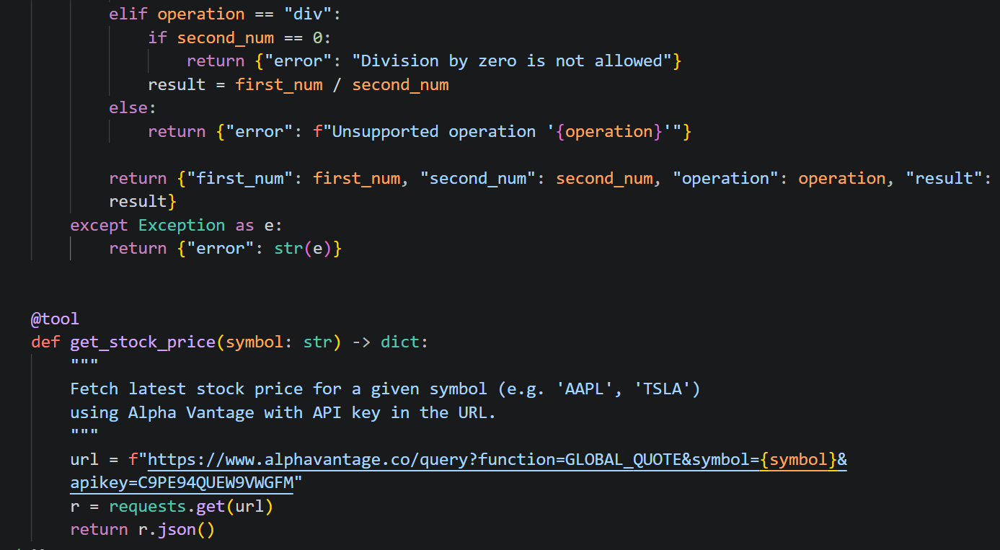 elif operation == "div":
if second_num == 0:
return {"error": "Division by zero is not allowed"}
result = first_num / second_num
else:
return {"error": f"Unsupported operation '{operation}'"}
return {"first_num": first_num, "second_num": second_num, "operation": operation, "result":
result}
except Exception as e:
return {"error": str(e)}
@tool
def get_stock_price(symbol: str) -> dict:
"""
Fetch latest stock price for a given symbol (e.g. 'AAPL', 'TSLA')
using Alpha Vantage with API key in the URL.
"""
url = f"https://www.alphavantage.co/query?function=GLOBAL_QUOTE&symbol={symbol}&
apikey=C9PE94QUEW9VWGFM"
r = requests.get(url)
return r.json()